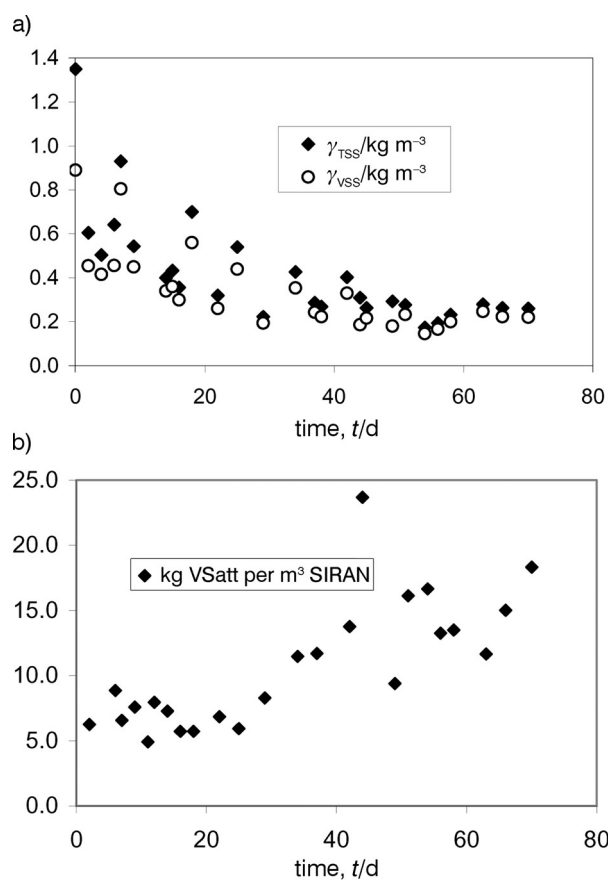 a)
1.4
1.2
1.0
0.8
0.6
0.4
0.2
0.0
γTSS/kg m⁻³
γVSS/kg m⁻³
0 20 40 60 80
time, t/d
b)
25.0
20.0
15.0
10.0
5.0
0.0
kg VSatt per m³ SIRAN
0 20 40 60 80
time, t/d